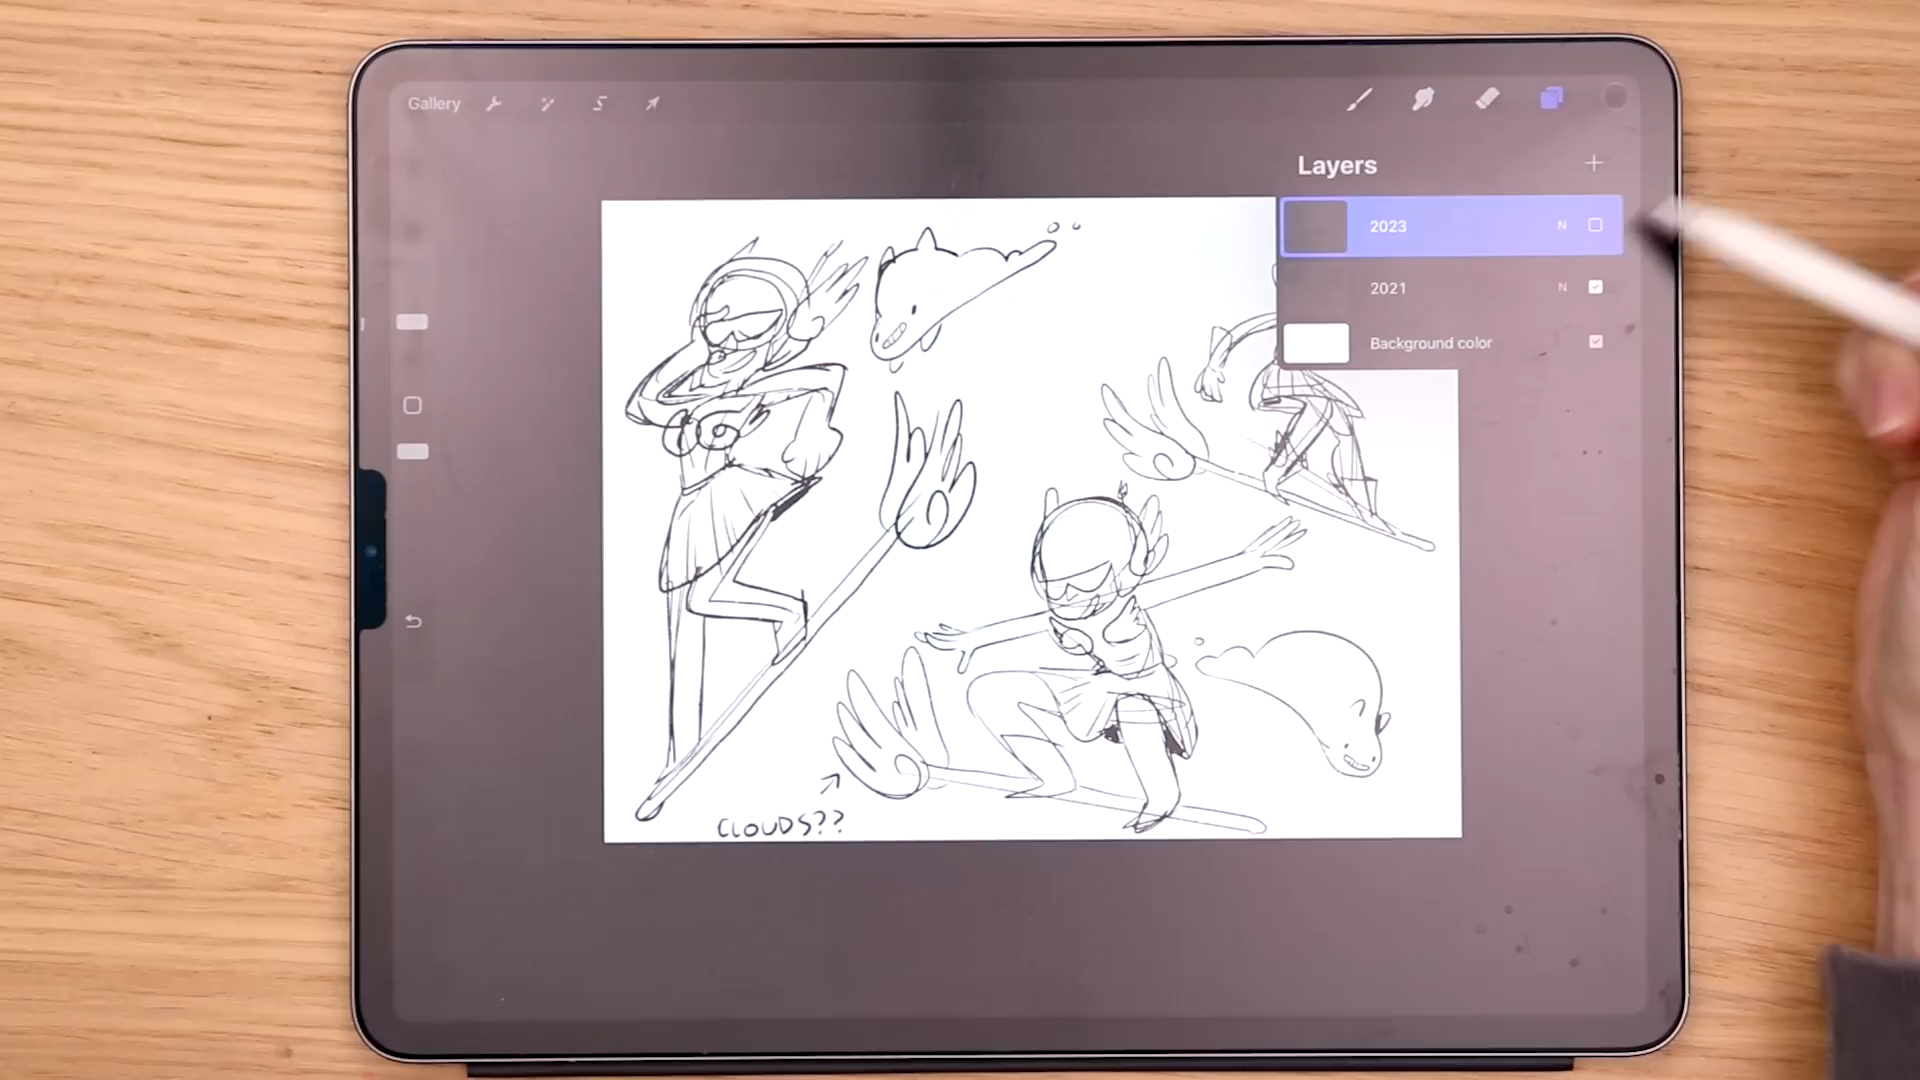 Gallery
Layers
2023 N
2021 N
Background color
CLOUDS??